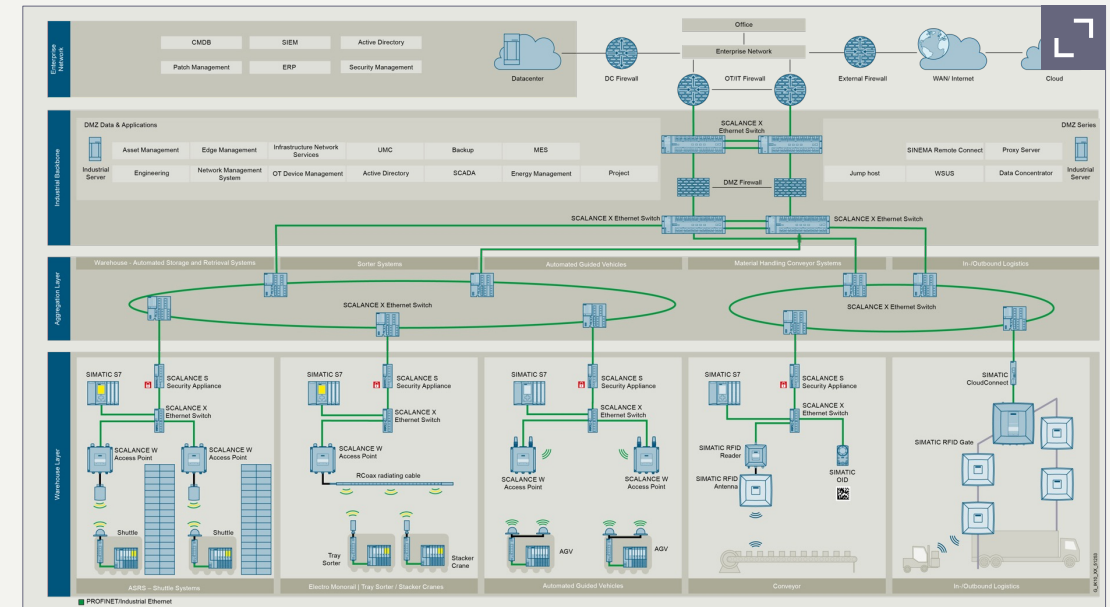 Enterprise
Network
CMDB
SIEM
Active Directory
Patch Management
ERP
Security Management
Datacenter
DC Firewall
Office
Enterprise Network
OT/IT Firewall
External Firewall
WAN/ Internet
Cloud
Industrial Backbone
DMZ Data & Applications
Industrial
Server
Asset Management
Edge Management
Infrastructure Network
Services
UMC
Backup
MES
Engineering
Network Management
System
OT Device Management
Active Directory
SCADA
Energy Management
Project
SCALANCE X
Ethernet Switch
DMZ Firewall
SCALANCE X Ethernet Switch
SCALANCE X Ethernet Switch
DMZ Series
SINEMA Remote Connect
Proxy Server
Jump host
WSUS
Data Concentrator
Industrial
Server
Aggregation Layer
Warehouse - Automated Storage and Retrieval Systems
Sorter Systems
Automated Guided Vehicles
Material Handling Conveyor Systems
In-/Outbound Logistics
SCALANCE X Ethernet Switch
SCALANCE X Ethernet Switch
Warehouse Layer
SIMATIC S7
SCALANCE S
Security Appliance
SCALANCE X
Ethernet Switch
SCALANCE W
Access Point
SCALANCE W
Access Point
Shuttle
Shuttle
ASRS – Shuttle Systems
SIMATIC S7
SCALANCE S
Security Appliance
SCALANCE X
Ethernet Switch
SCALANCE W
Access Point
RCoax radiating cable
Tray
Sorter
Stacker
Crane
Electro Monorail | Tray Sorter / Stacker Cranes
SIMATIC S7
SCALANCE S
Security Appliance
SCALANCE X
Ethernet Switch
SCALANCE W
Access Point
SCALANCE W
Access Point
AGV
AGV
Automated Guided Vehicles
SIMATIC S7
SCALANCE S
Security Appliance
SCALANCE X
Ethernet Switch
SIMATIC RFID
Reader
SIMATIC RFID
Antenna
SIMATIC
OID
Conveyor
SIMATIC
CloudConnect
SIMATIC RFID Gate
In-/Outbound Logistics
PROFINET/Industrial Ethernet